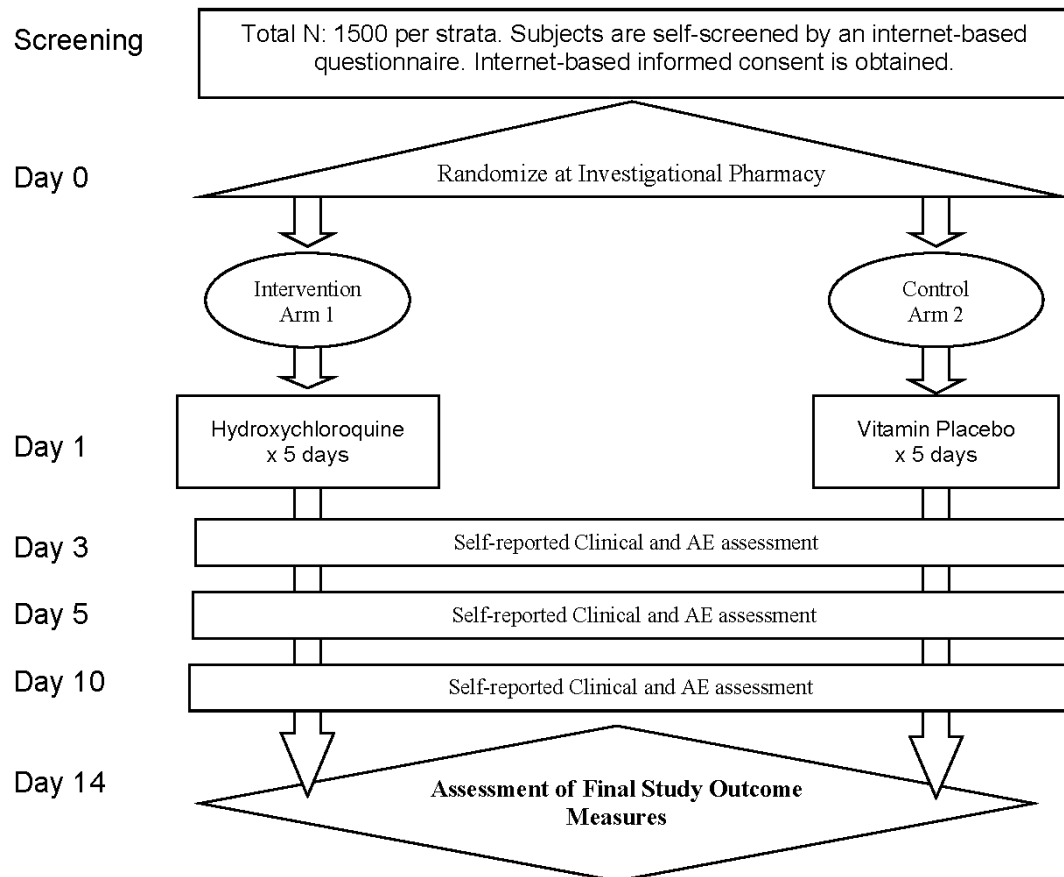 Screening
Total N: 1500 per strata. Subjects are self-screened by an internet-based
questionnaire. Internet-based informed consent is obtained.
Day 0
Randomize at Investigational Pharmacy
Intervention
Arm 1
Control
Arm 2
Day 1
Hydroxychloroquine
x 5 days
Vitamin Placebo
x 5 days
Day 3
Self-reported Clinical and AE assessment
Day 5
Self-reported Clinical and AE assessment
Day 10
Self-reported Clinical and AE assessment
Day 14
Assessment of Final Study Outcome
Measures